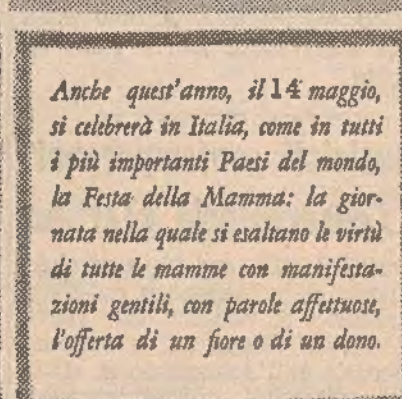 Anche quest'anno, il 14 maggio,
si celebrerà in Italia, come in tutti
i più importanti Paesi del mondo,
la Festa della Mamma: la gior-
nata nella quale si esaltano le virtù
di tutte le mamme con manifesta-
zioni gentili, con parole affettuose,
l'offerta di un fiore o di un dono.